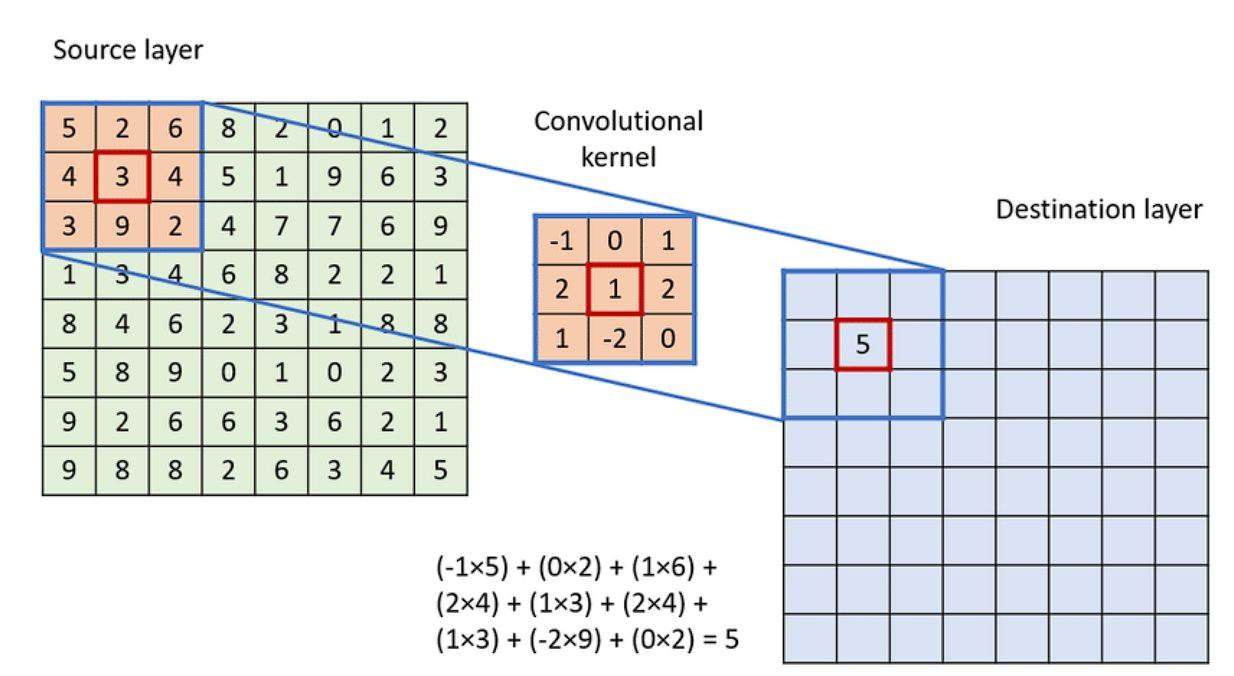 Source layer
5 2 6 8 2 0 1 2
4 3 4 5 1 9 6 3
3 9 2 4 7 7 6 9
1 3 4 6 8 2 2 1
8 4 6 2 3 1 8 8
5 8 9 0 1 0 2 3
9 2 6 6 3 6 2 1
9 8 8 2 6 3 4 5
Convolutional
kernel
-1 0 1
2 1 2
1 -2 0
Destination layer
5
(-1×5) + (0×2) + (1×6) +
(2×4) + (1×3) + (2×4) +
(1×3) + (-2×9) + (0×2) = 5